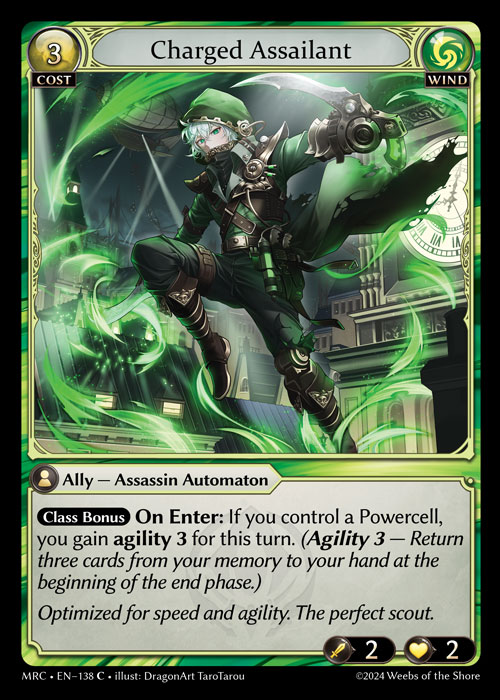 3
Charged Assailant
COST
WIND
Ally — Assassin Automaton
Class Bonus On Enter: If you control a Powercell,
you gain agility 3 for this turn. (Agility 3 — Return
three cards from your memory to your hand at the
beginning of the end phase.)
Optimized for speed and agility. The perfect scout.
2
2
MRC • EN–138 C • illust: DragonArt TaroTarou
©2024 Weebs of the Shore